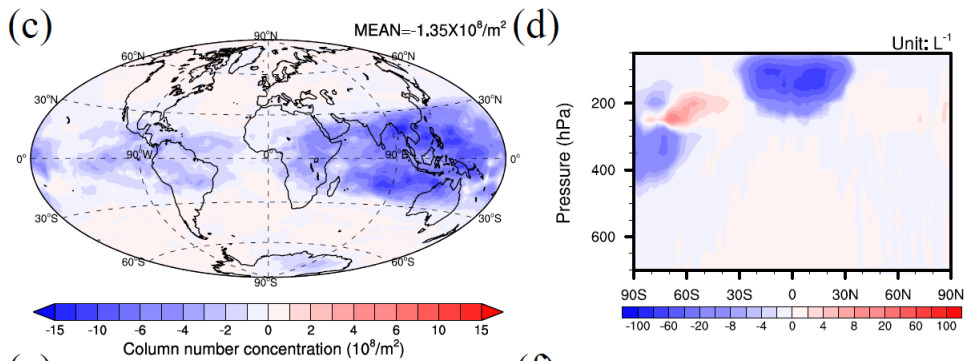 (c)
MEAN=-1.35X10⁸/m²
90°N
60°N
60°N
30°N
30°N
0°
90°W
0
90°E
0°
30°S
30°S
60°S
60°S
90°S
-15 -10 -6 -4 -2 0 2 4 6 10 15
Column number concentration (10⁸/m²)
(d)
Unit: L⁻¹
Pressure (hPa)
200
400
600
90S 60S 30S 0 30N 60N 90N
-100 -60 -20 -8 -4 0 4 8 20 60 100